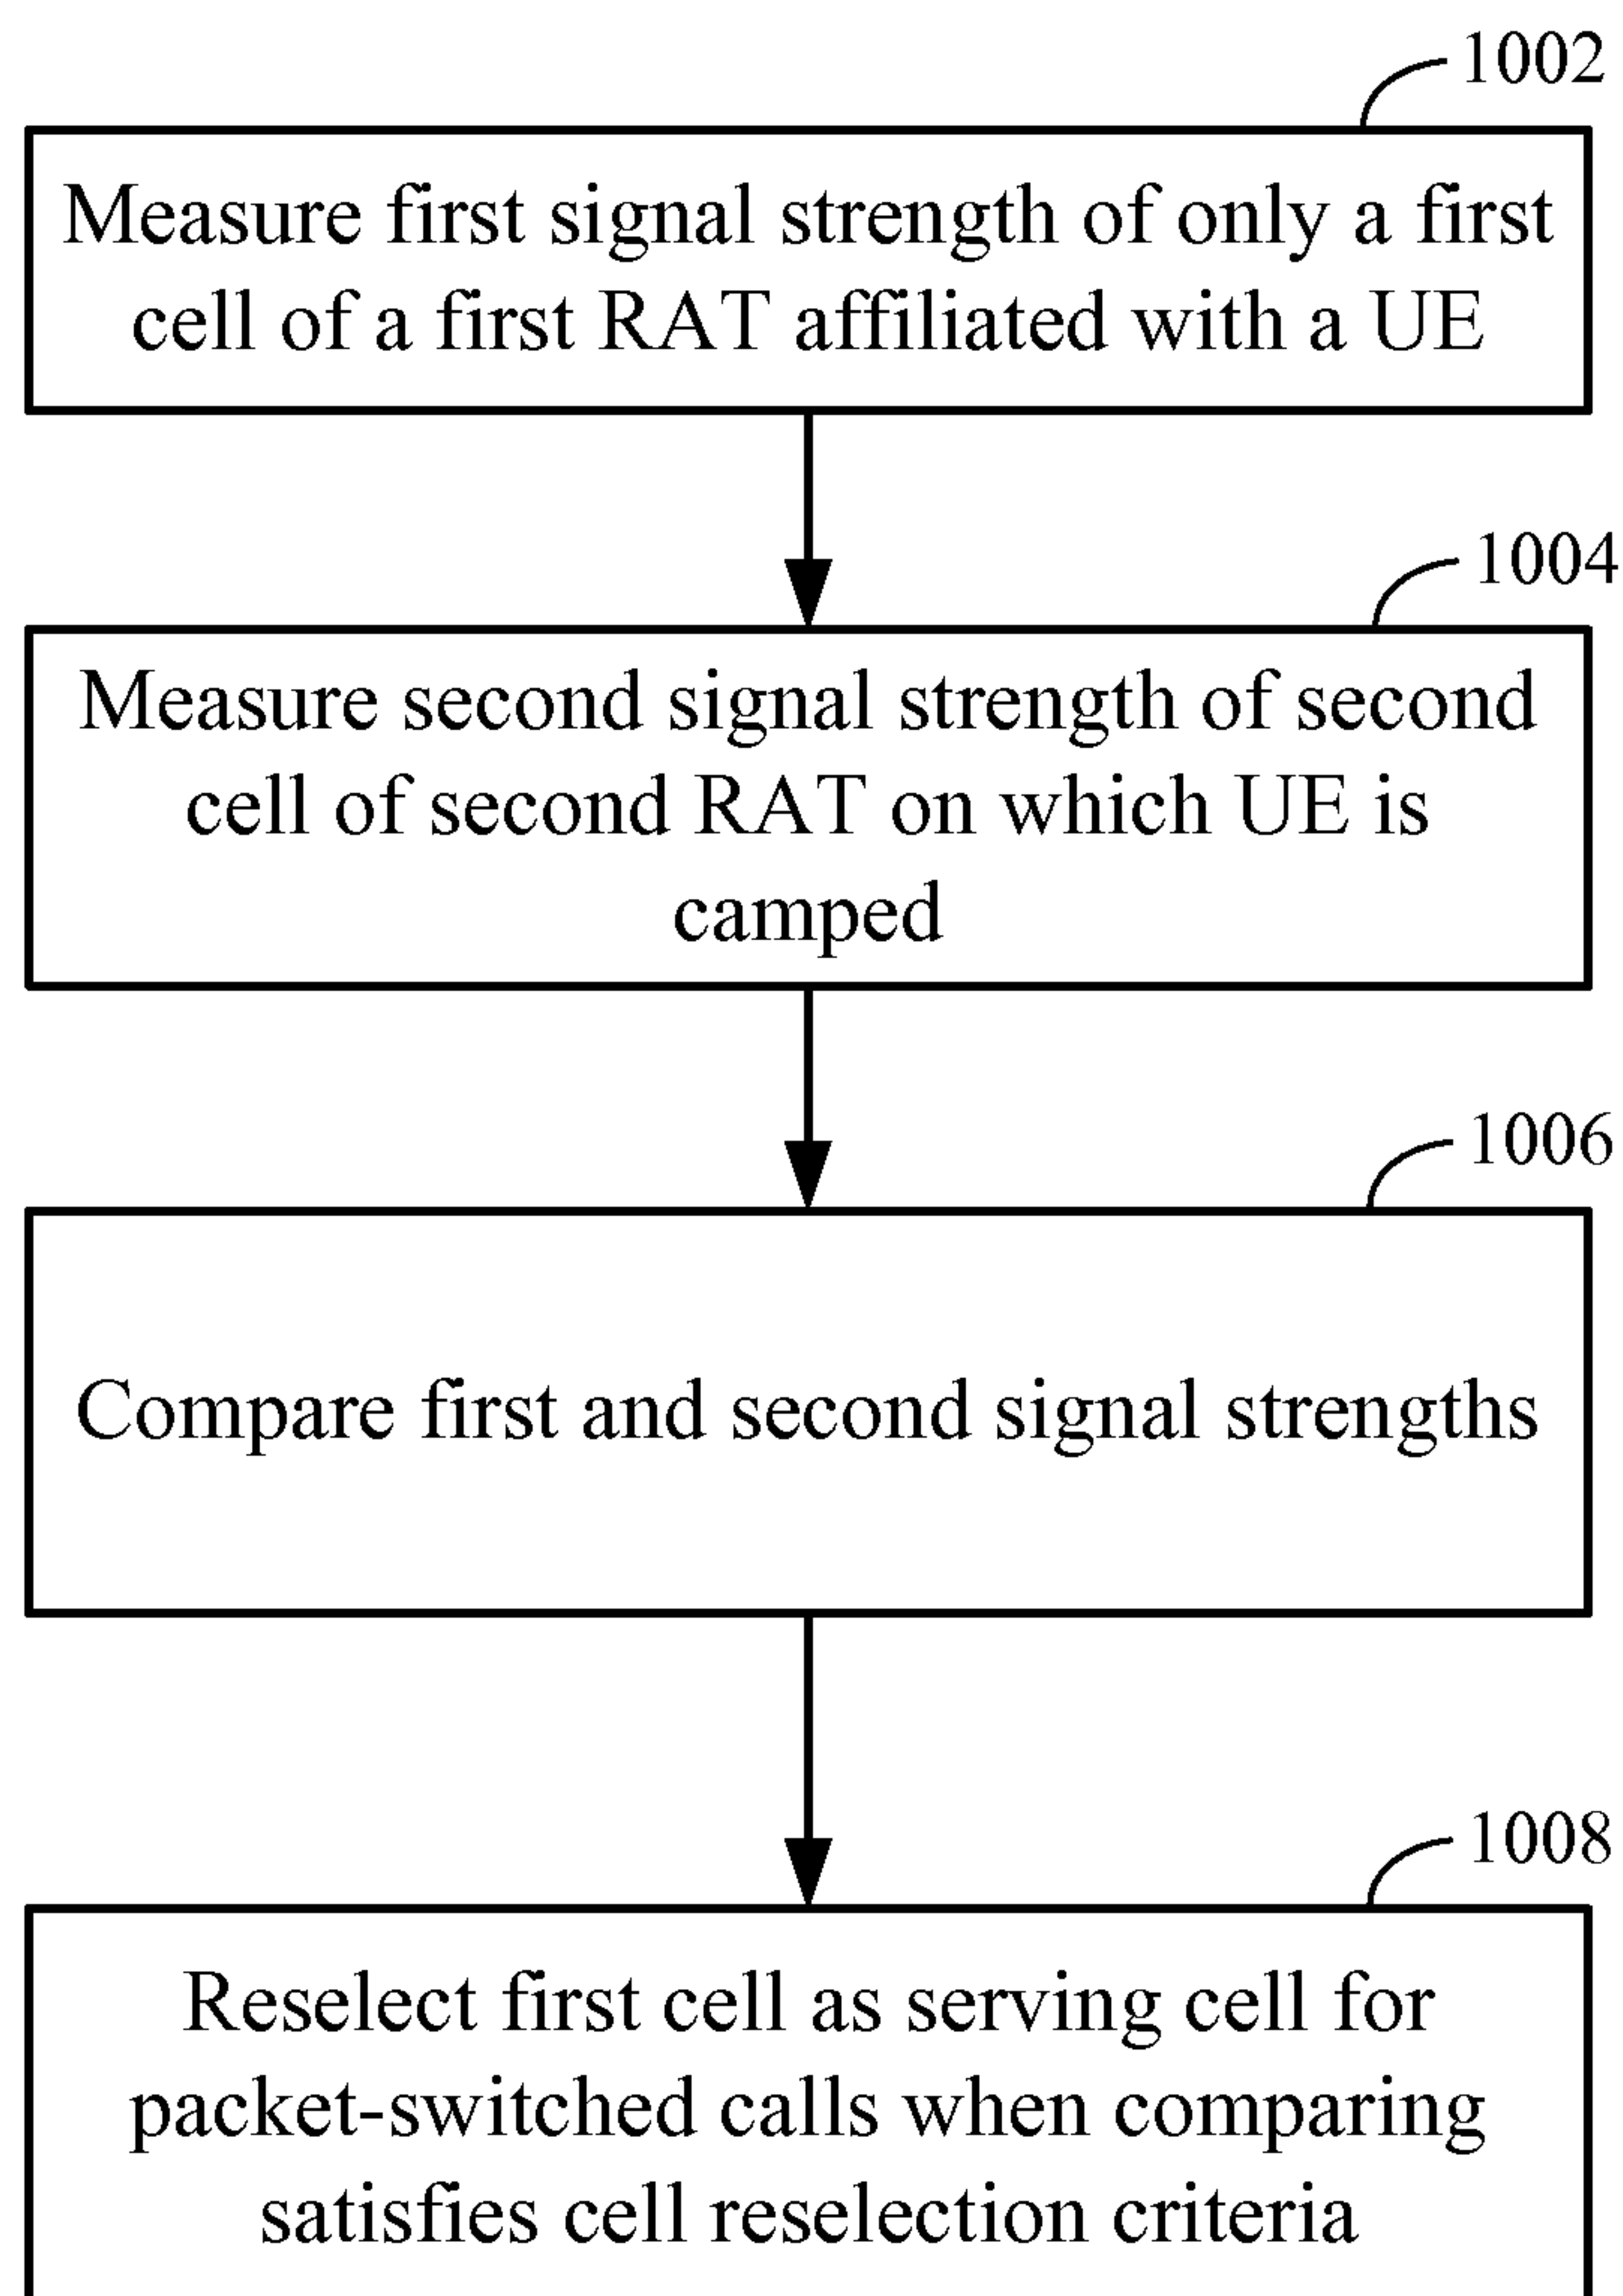 1002
Measure first signal strength of only a first
cell of a first RAT affiliated with a UE
1004
Measure second signal strength of second
cell of second RAT on which UE is
camped
1006
Compare first and second signal strengths
1008
Reselect first cell as serving cell for
packet-switched calls when comparing
satisfies cell reselection criteria